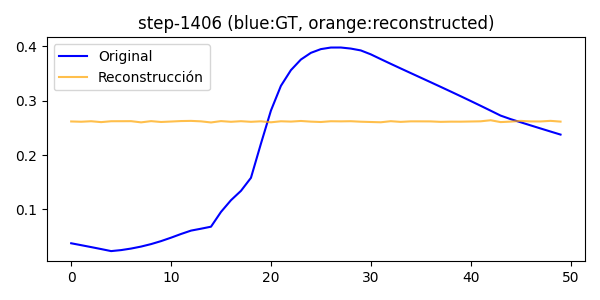 step-1406 (blue:GT, orange:reconstructed)
Original
Reconstrucción
0.4
0.3
0.2
0.1
0 10 20 30 40 50